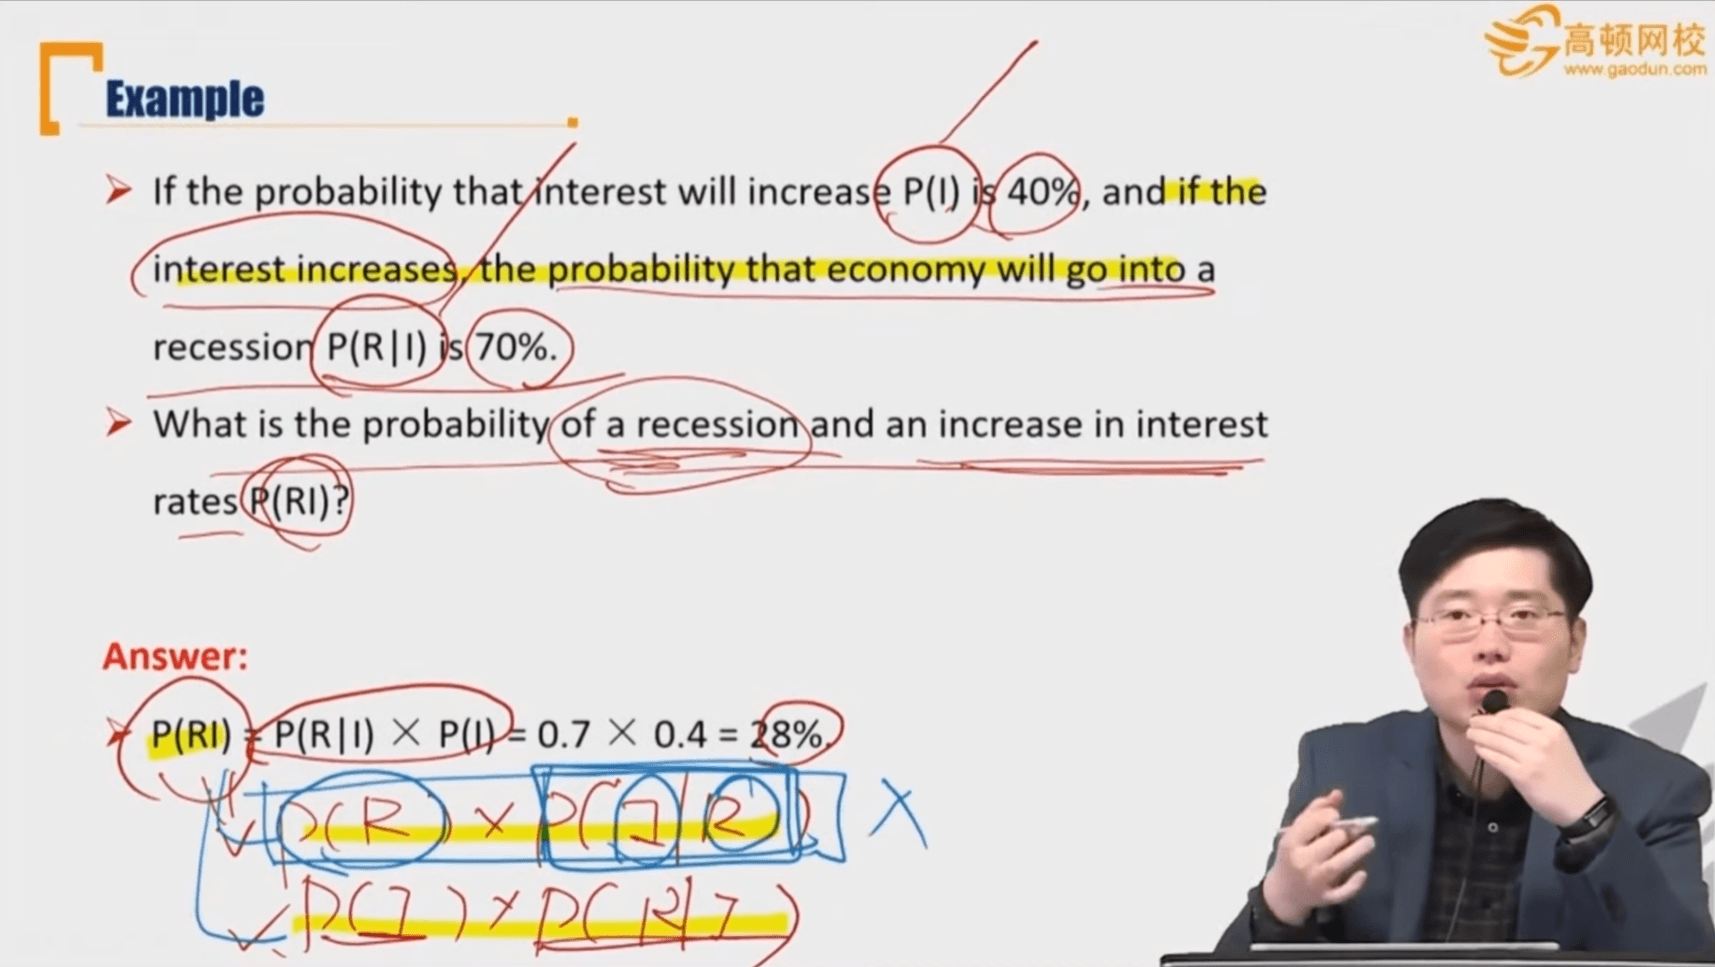 高顿网校
www.gaodun.com
Example
If the probability that interest will increase P(I) is 40%, and if the
interest increases, the probability that economy will go into a
recession P(R|I) is 70%.
What is the probability of a recession and an increase in interest
rates P(RI)?
Answer:
P(RI) = P(R|I) × P(I) = 0.7 × 0.4 = 28%.
P(R) × P(I|R) X
P(I) × P(R|I)